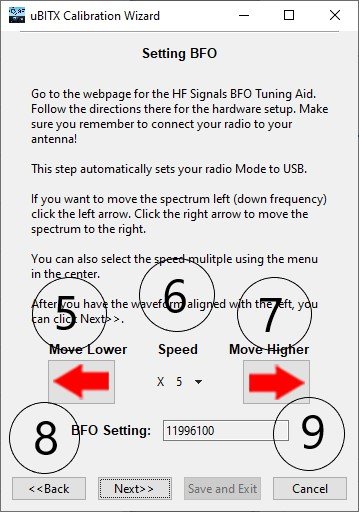 uBITX Calibration Wizard
Setting BFO
Go to the webpage for the HF Signals BFO Tuning Aid.
Follow the directions there for the hardware setup. Make
sure you remember to connect your radio to your
antenna!
This step automatically sets your radio Mode to USB.
If you want to move the spectrum left (down frequency)
click the left arrow. Click the right arrow to move the
spectrum to the right.
You can also select the speed mulitple using the menu
in the center.
After you have the waveform aligned with the left, you
can click Next>>.
5 6 7
Move Lower Speed Move Higher
X 5
8 9
BFO Setting: 11996100
<<Back Next>> Save and Exit Cancel